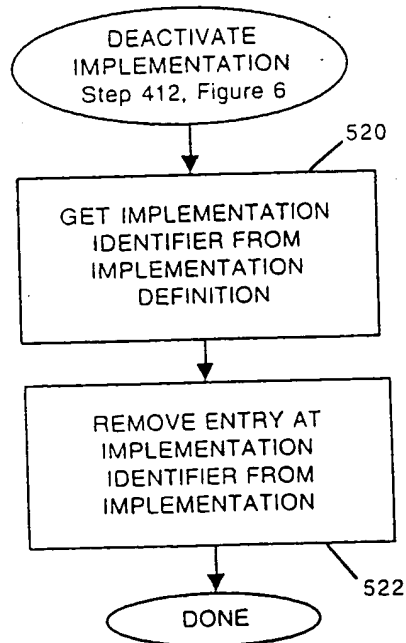 DEACTIVATE
IMPLEMENTATION
Step 412, Figure 6
520
GET IMPLEMENTATION
IDENTIFIER FROM
IMPLEMENTATION
DEFINITION
REMOVE ENTRY AT
IMPLEMENTATION
IDENTIFIER FROM
IMPLEMENTATION
522
DONE